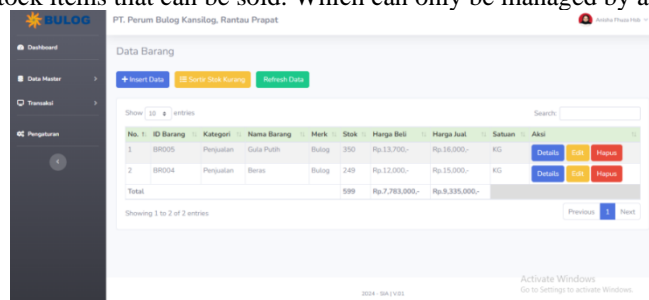 tock items that can be sold. Which can only be managed by a
BULOG
PT. Perum Bulog Kansilog, Rantau Prapat
Dashboard
Data Barang
Data Master
+ Insert Data
Sortir Stok Kurang
Refresh Data
Transaksi
Show 10 entries
Search:
Pengaturan
No. ID Barang Kategori Nama Barang Merk Stok Harga Beli Harga Jual Satuan Aksi
1 BR005 Penjualan Gula Putih Bulog 350 Rp.13,700,- Rp.16,000,- KG Details Edit Hapus
2 BR004 Penjualan Beras Bulog 249 Rp.12,000,- Rp.15,000,- KG Details Edit Hapus
Total 599 Rp.7,783,000,- Rp.9,335,000,-
Showing 1 to 2 of 2 entries
Previous 1 Next
Activate Windows
Go to Settings to activate Windows.
2024 - SIA | V.01